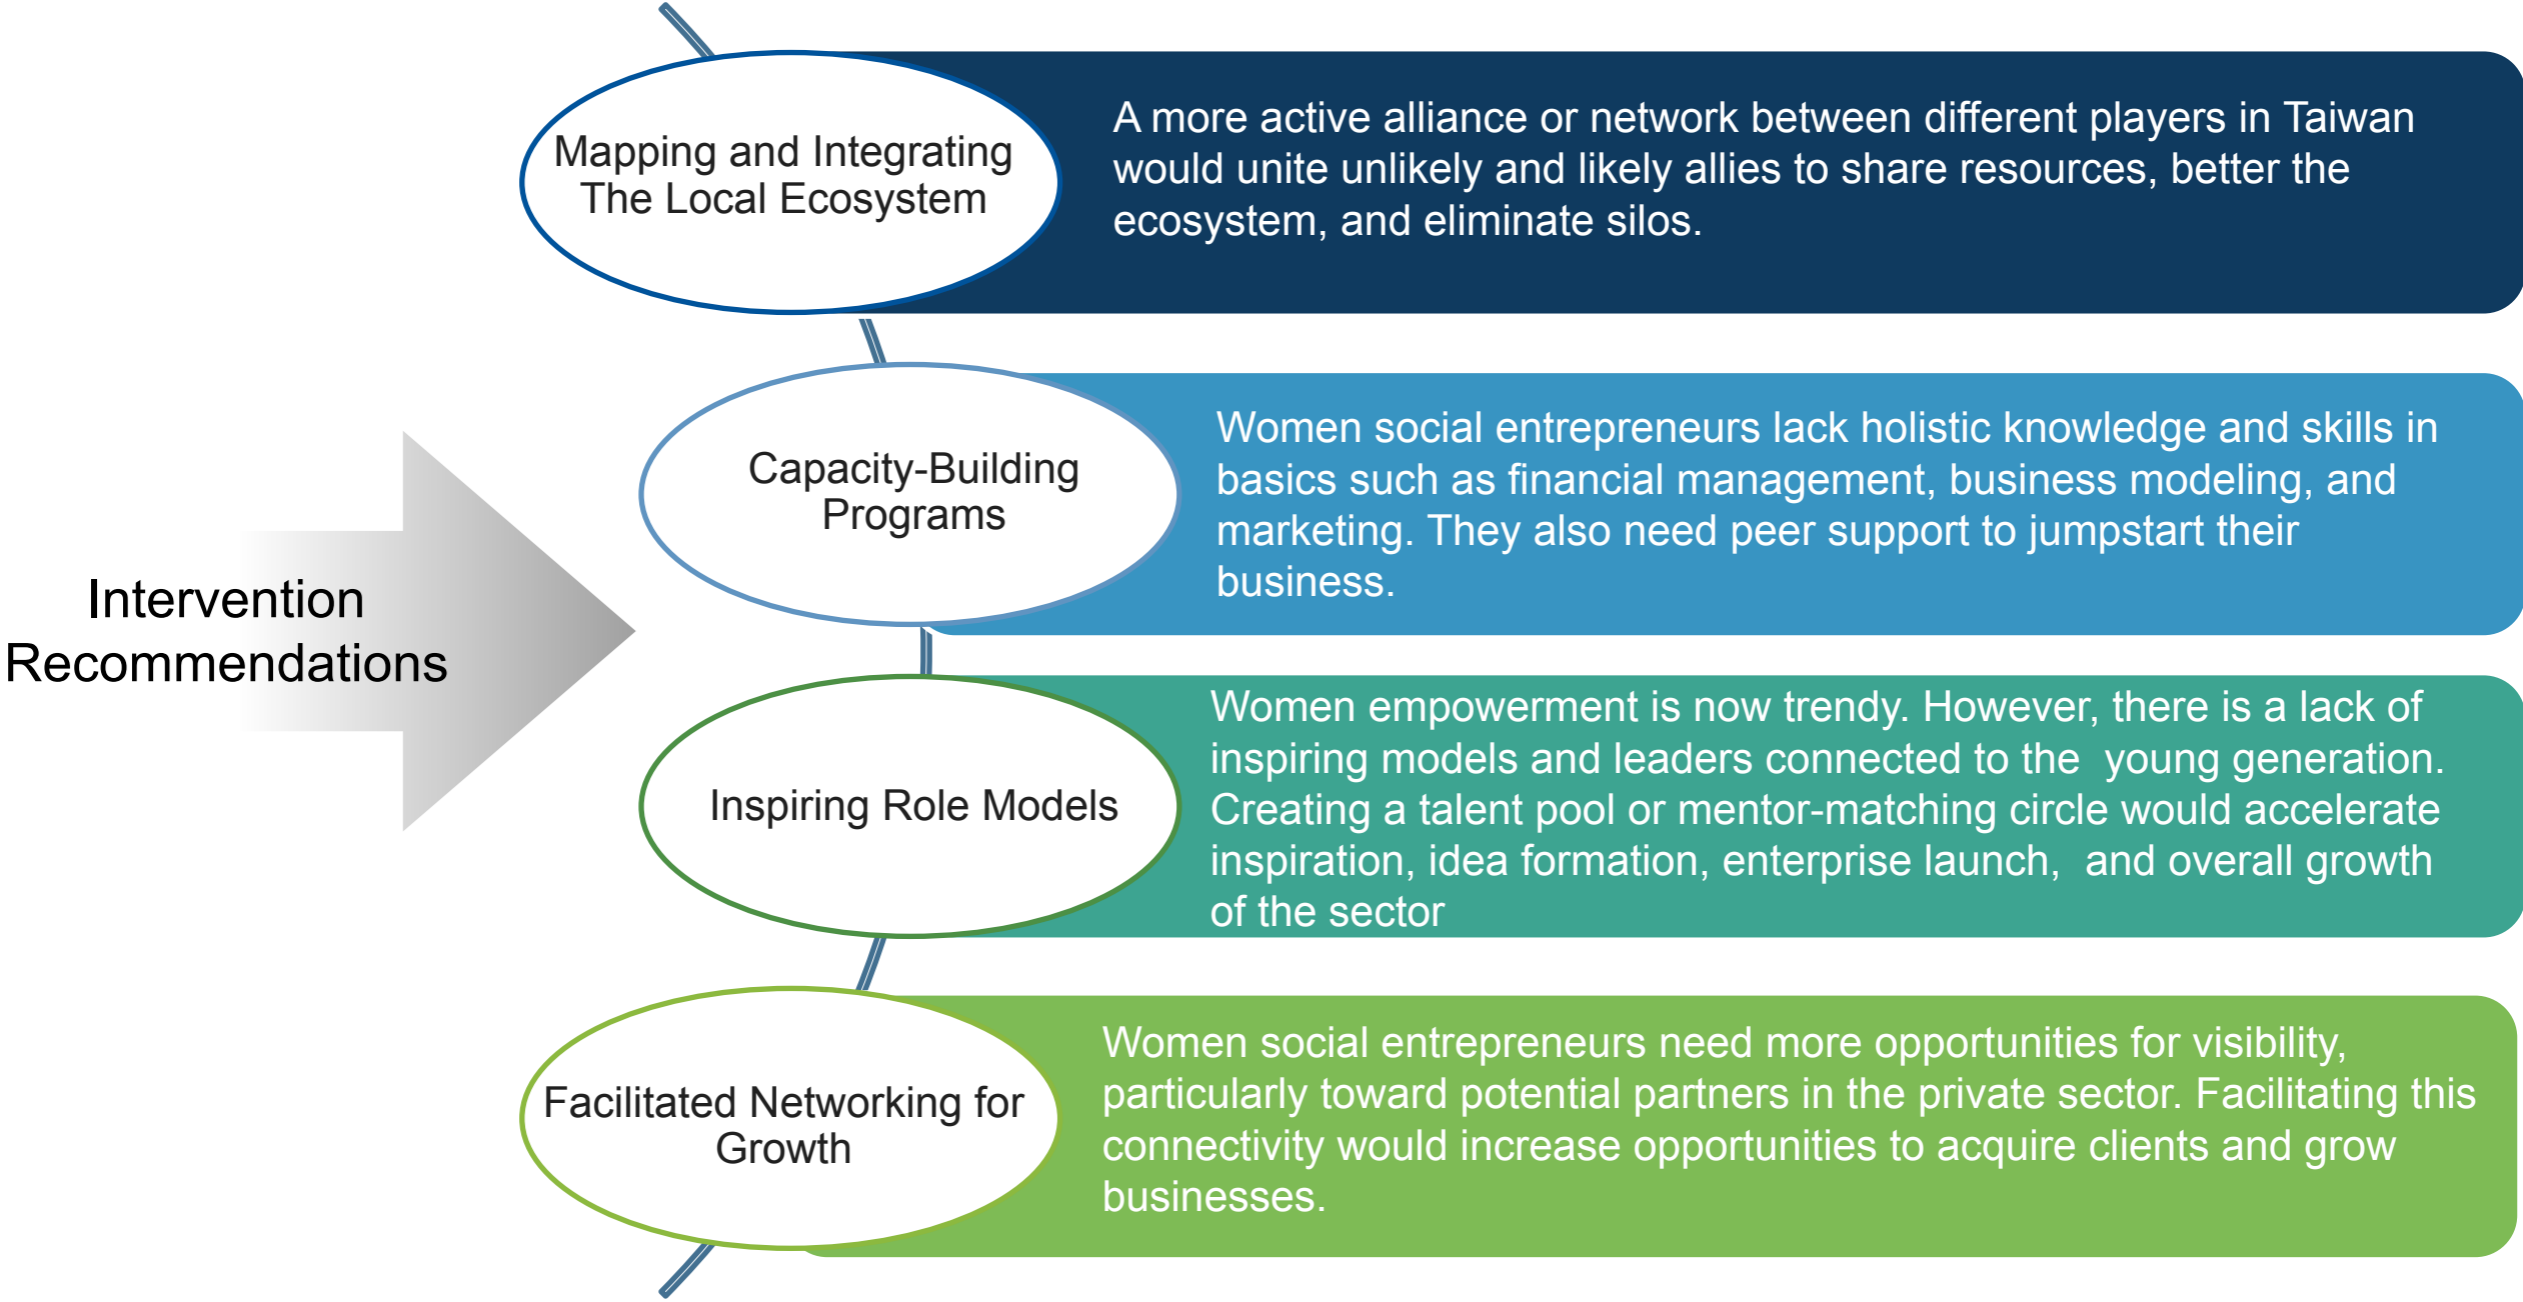 Intervention
Recommendations
Mapping and Integrating
The Local Ecosystem
A more active alliance or network between different players in Taiwan
would unite unlikely and likely allies to share resources, better the
ecosystem, and eliminate silos.
Capacity-Building
Programs
Women social entrepreneurs lack holistic knowledge and skills in
basics such as financial management, business modeling, and
marketing. They also need peer support to jumpstart their
business.
Inspiring Role Models
Women empowerment is now trendy. However, there is a lack of
inspiring models and leaders connected to the  young generation.
Creating a talent pool or mentor-matching circle would accelerate
inspiration, idea formation, enterprise launch,  and overall growth
of the sector
Facilitated Networking for
Growth
Women social entrepreneurs need more opportunities for visibility,
particularly toward potential partners in the private sector. Facilitating this
connectivity would increase opportunities to acquire clients and grow
businesses.